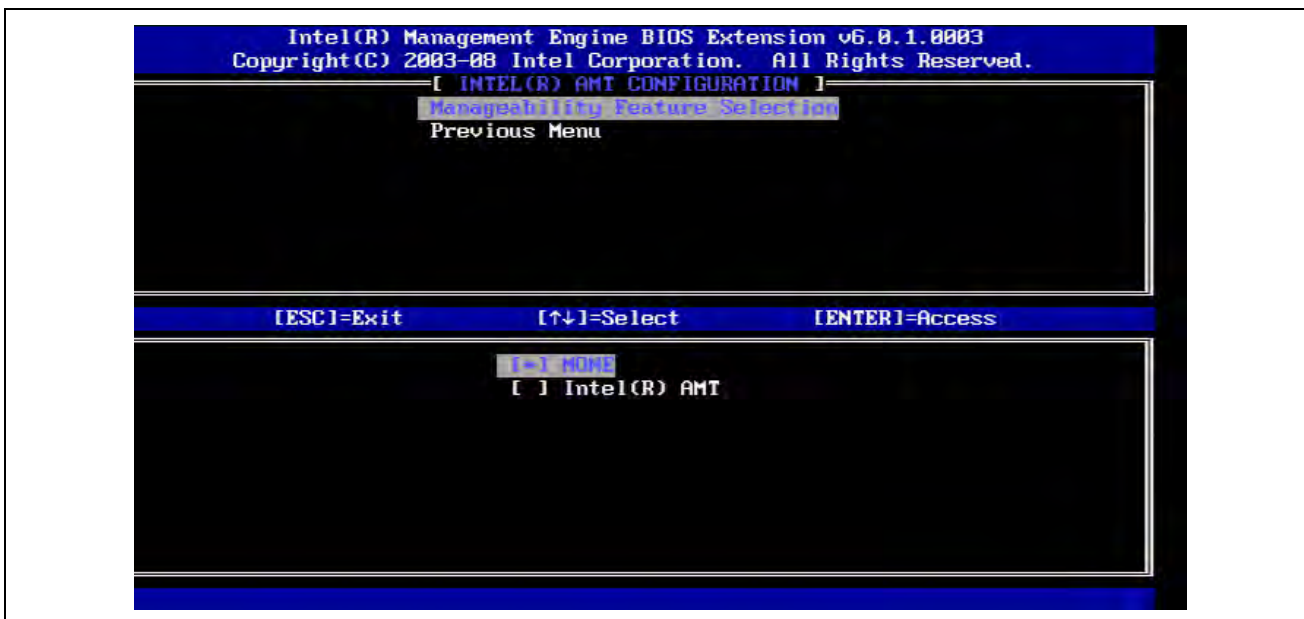 Intel(R) Management Engine BIOS Extension v6.0.1.0003
Copyright(C) 2003-08 Intel Corporation. All Rights Reserved.
[ INTEL(R) AMT CONFIGURATION ]
Manageability Feature Selection
Previous Menu
[ESC]=Exit [↑↓]=Select [ENTER]=Access
[*] NONE
[ ] Intel(R) AMT